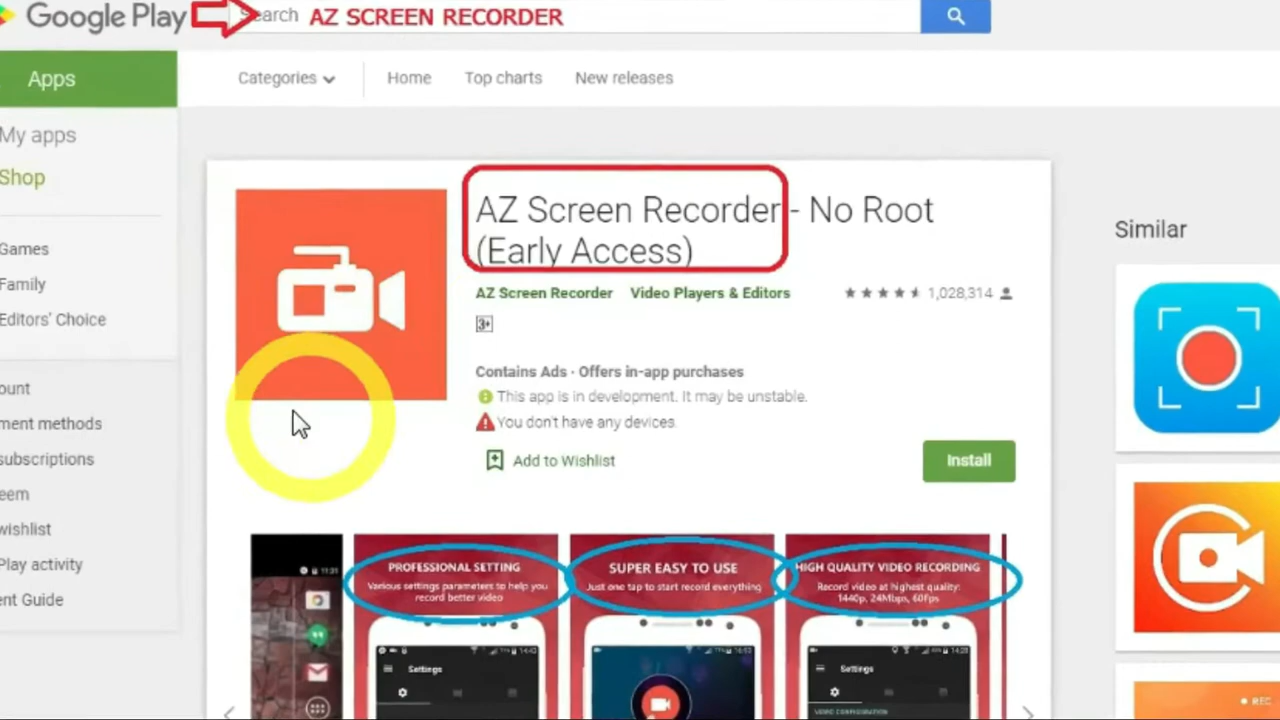 Google Play
Search AZ SCREEN RECORDER
Apps
Categories
Home
Top charts
New releases
My apps
Shop
Games
Family
Editors' Choice
ount
ment methods
subscriptions
eem
wishlist
Play activity
ent Guide
AZ Screen Recorder - No Root
(Early Access)
AZ Screen Recorder Video Players & Editors 1,028,314
3+
Contains Ads · Offers in-app purchases
This app is in development. It may be unstable.
You don't have any devices.
Add to Wishlist
Install
Similar
PROFESSIONAL SETTING
Various settings parameters to help you
record better video
Settings
SUPER EASY TO USE
Just one tap to start record everything
HIGH QUALITY VIDEO RECORDING
Record video at highest quality:
1440p, 24Mbps, 60Fps
Settings
VIDEO CONFIGURATION
REC